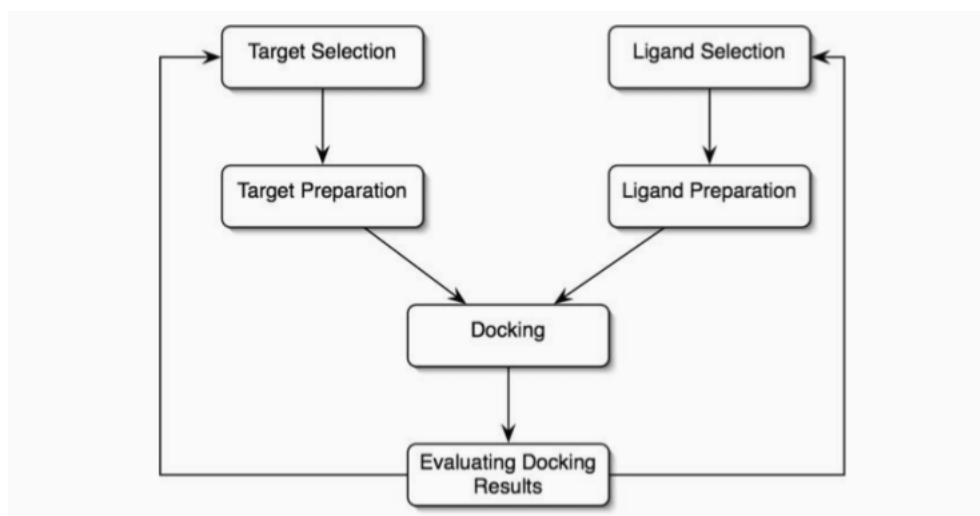 Target Selection
Ligand Selection
Target Preparation
Ligand Preparation
Docking
Evaluating Docking
Results